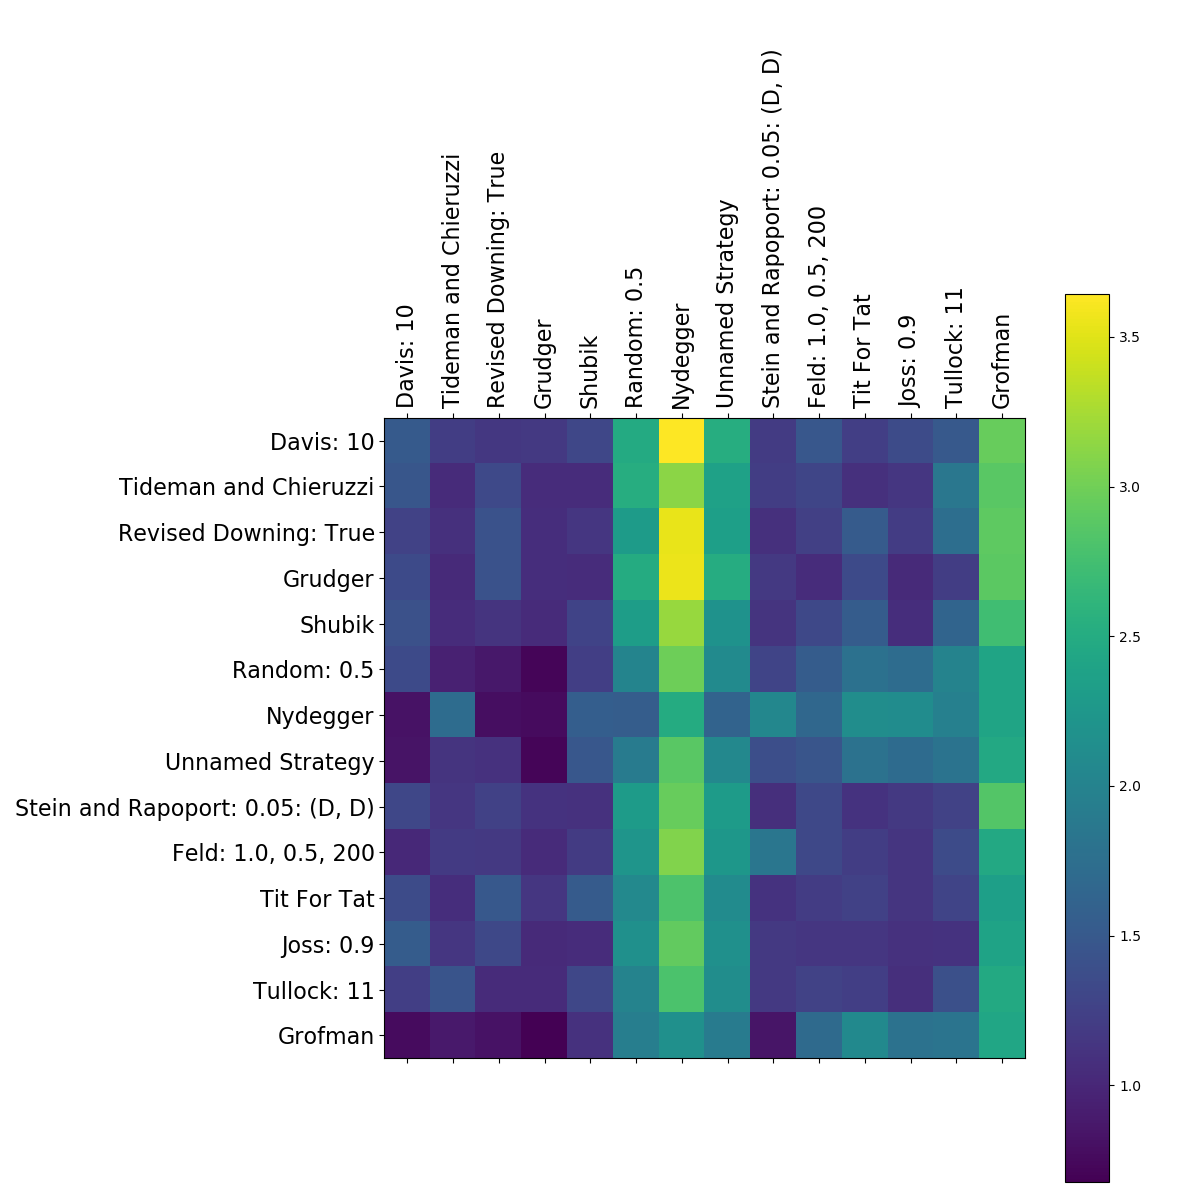 Davis: 10
Tideman and Chieruzzi
Revised Downing: True
Grudger
Shubik
Random: 0.5
Nydegger
Unnamed Strategy
Stein and Rapoport: 0.05: (D, D)
Feld: 1.0, 0.5, 200
Tit For Tat
Joss: 0.9
Tullock: 11
Grofman
Davis: 10
Tideman and Chieruzzi
Revised Downing: True
Grudger
Shubik
Random: 0.5
Nydegger
Unnamed Strategy
Stein and Rapoport: 0.05: (D, D)
Feld: 1.0, 0.5, 200
Tit For Tat
Joss: 0.9
Tullock: 11
Grofman
3.5
3.0
2.5
2.0
1.5
1.0